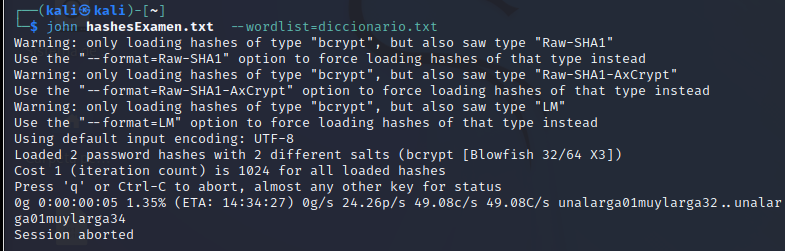 ┌──(kali㉿kali)-[~]
└─$ john hashesExamen.txt  --wordlist=diccionario.txt
Warning: only loading hashes of type "bcrypt", but also saw type "Raw-SHA1"
Use the "--format=Raw-SHA1" option to force loading hashes of that type instead
Warning: only loading hashes of type "bcrypt", but also saw type "Raw-SHA1-AxCrypt"
Use the "--format=Raw-SHA1-AxCrypt" option to force loading hashes of that type instead
Warning: only loading hashes of type "bcrypt", but also saw type "LM"
Use the "--format=LM" option to force loading hashes of that type instead
Using default input encoding: UTF-8
Loaded 2 password hashes with 2 different salts (bcrypt [Blowfish 32/64 X3])
Cost 1 (iteration count) is 1024 for all loaded hashes
Press 'q' or Ctrl-C to abort, almost any other key for status
0g 0:00:00:05 1.35% (ETA: 14:34:27) 0g/s 24.26p/s 49.08c/s 49.08C/s unalarga01muylarga32..unalar
ga01muylarga34
Session aborted